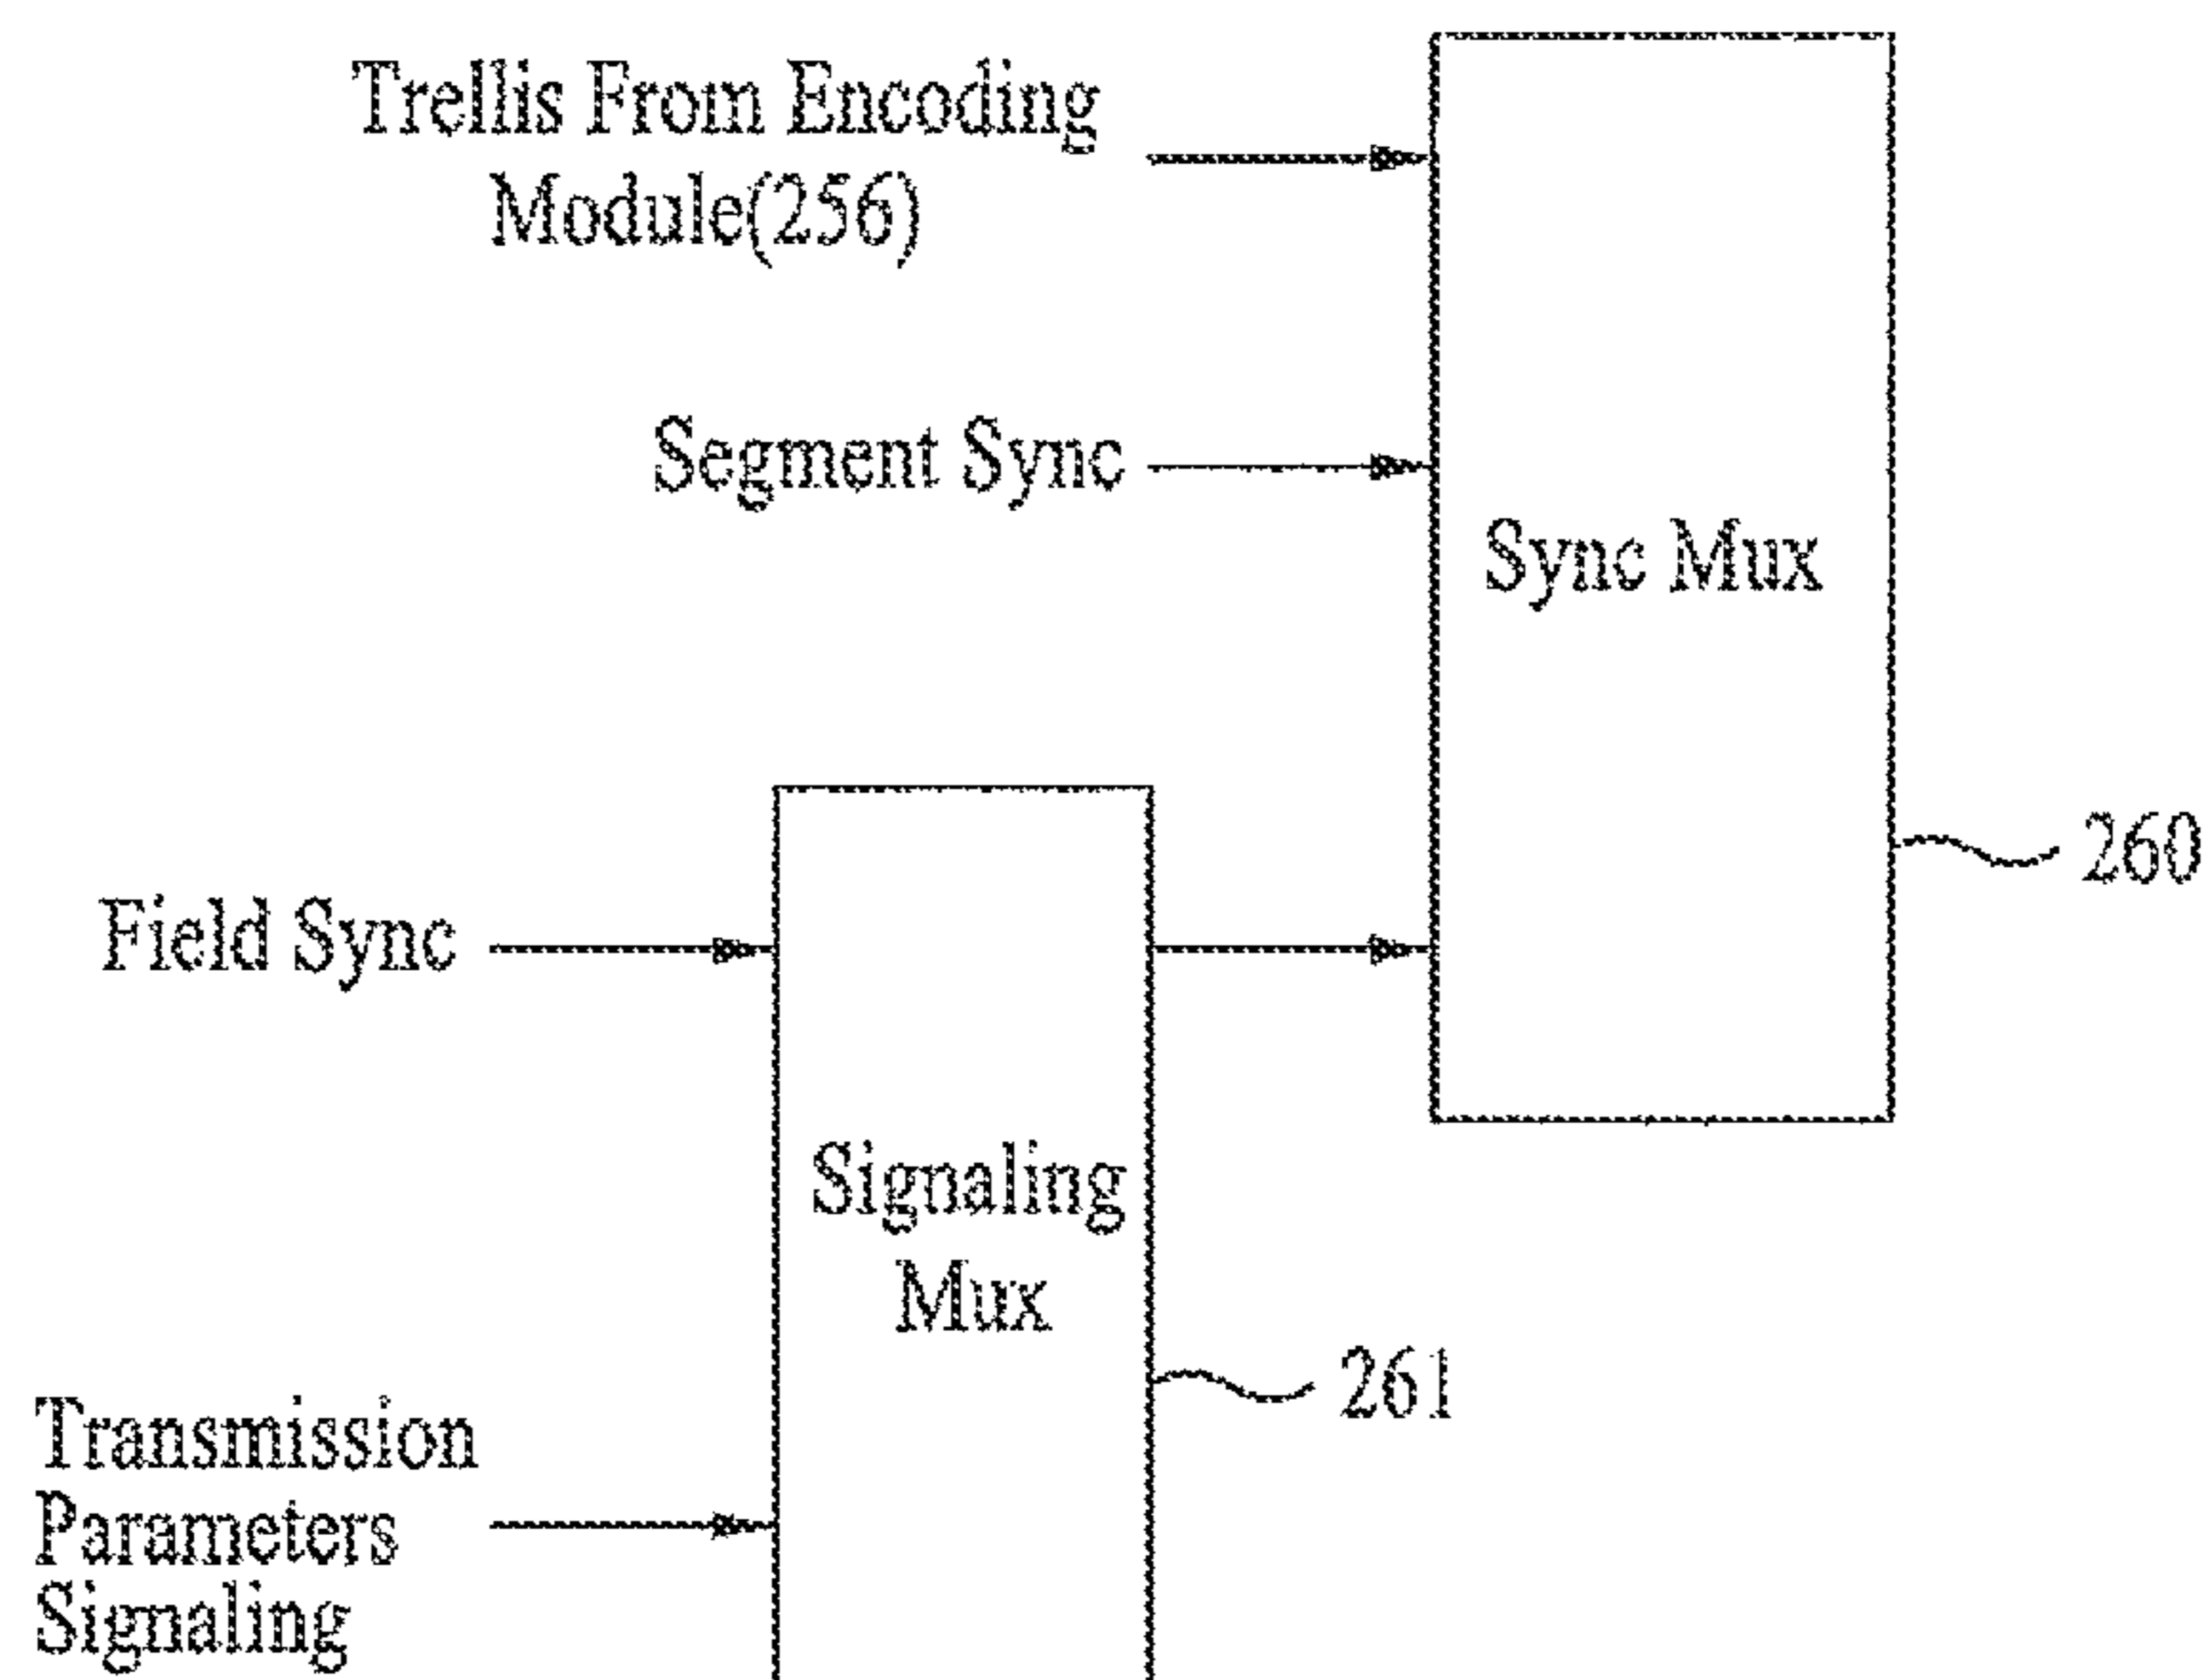 Trellis From Encoding
Module(256)
Segment Sync
Sync Mux
260
Field Sync
Signaling
Mux
261
Transmission
Parameters
Signaling